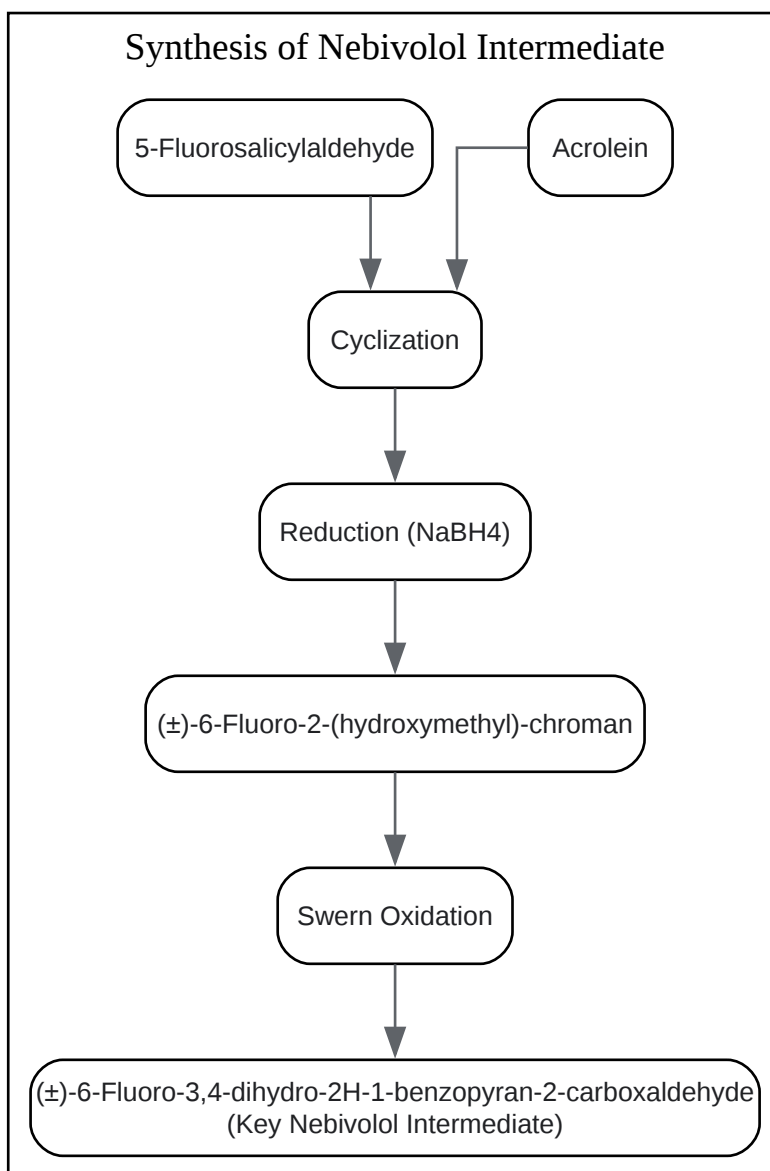 Synthesis of Nebivolol Intermediate
5-Fluorosalicylaldehyde
Acrolein
Cyclization
Reduction (NaBH4)
(±)-6-Fluoro-2-(hydroxymethyl)-chroman
Swern Oxidation
(±)-6-Fluoro-3,4-dihydro-2H-1-benzopyran-2-carboxaldehyde
(Key Nebivolol Intermediate)